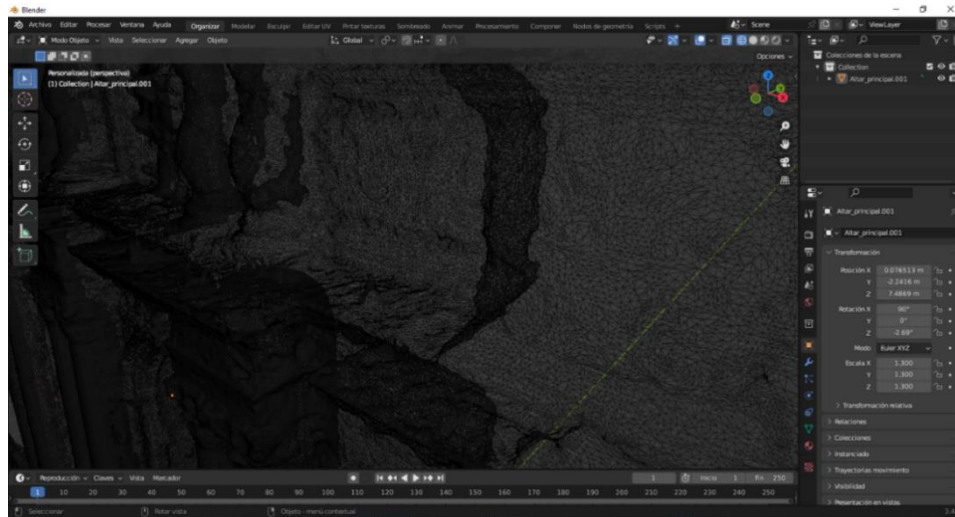 Blender
Archivo Editar Procesar Ventana Ayuda Organizar Modelar Esculpir Editar UV Pintar texturas Sombreado Animar Procesamiento Componer Nodos de geometría Scripts + Scene ViewLayer
Modo Objeto Vista Seleccionar Agregar Objeto Global
Opciones
Personalizada (perspectiva)
(1) Collection | Altar_principal.001
Z
Y
X
Colecciones de la escena
Collection
Altar_principal.001
Altar_principal.001
Altar_principal.001
Transformación
Posición X 0.076513 m
Y -2.2416 m
Z 7.4869 m
Rotación X 90°
Y 0°
Z -2.69°
Modo Euler XYZ
Escala X 1.300
Y 1.300
Z 1.300
Transformación relativa
Relaciones
Colecciones
Instanciado
Trayectorias movimiento
Visibilidad
Presentación en vistas
Reproducción Claves Vista Marcador 1 Inicio 1 Fin 250
1 10 20 30 40 50 60 70 80 90 100 110 120 130 140 150 160 170 180 190 200 210 220 230 240 250
Seleccionar Rotar vista Objeto - menú contextual